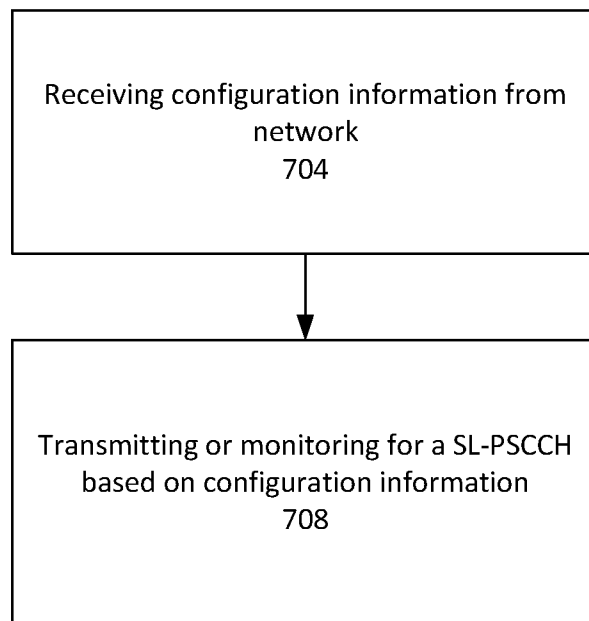 Receiving configuration information from
network
704
Transmitting or monitoring for a SL-PSCCH
based on configuration information
708